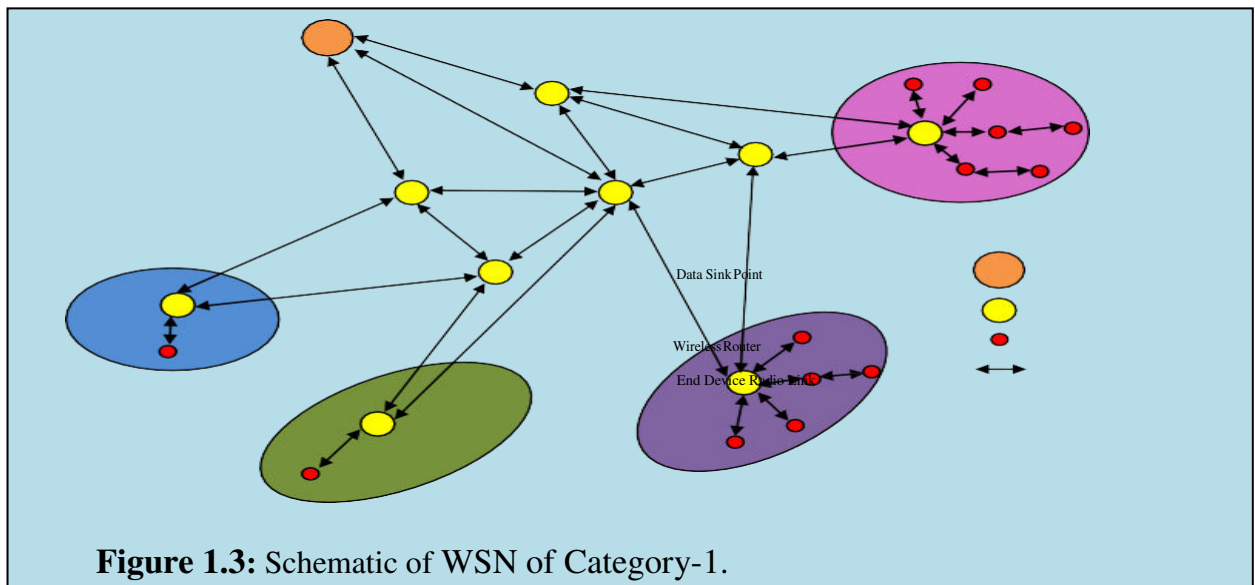 Data Sink Point
Wireless Router
End Device Radio Link
Figure 1.3: Schematic of WSN of Category-1.